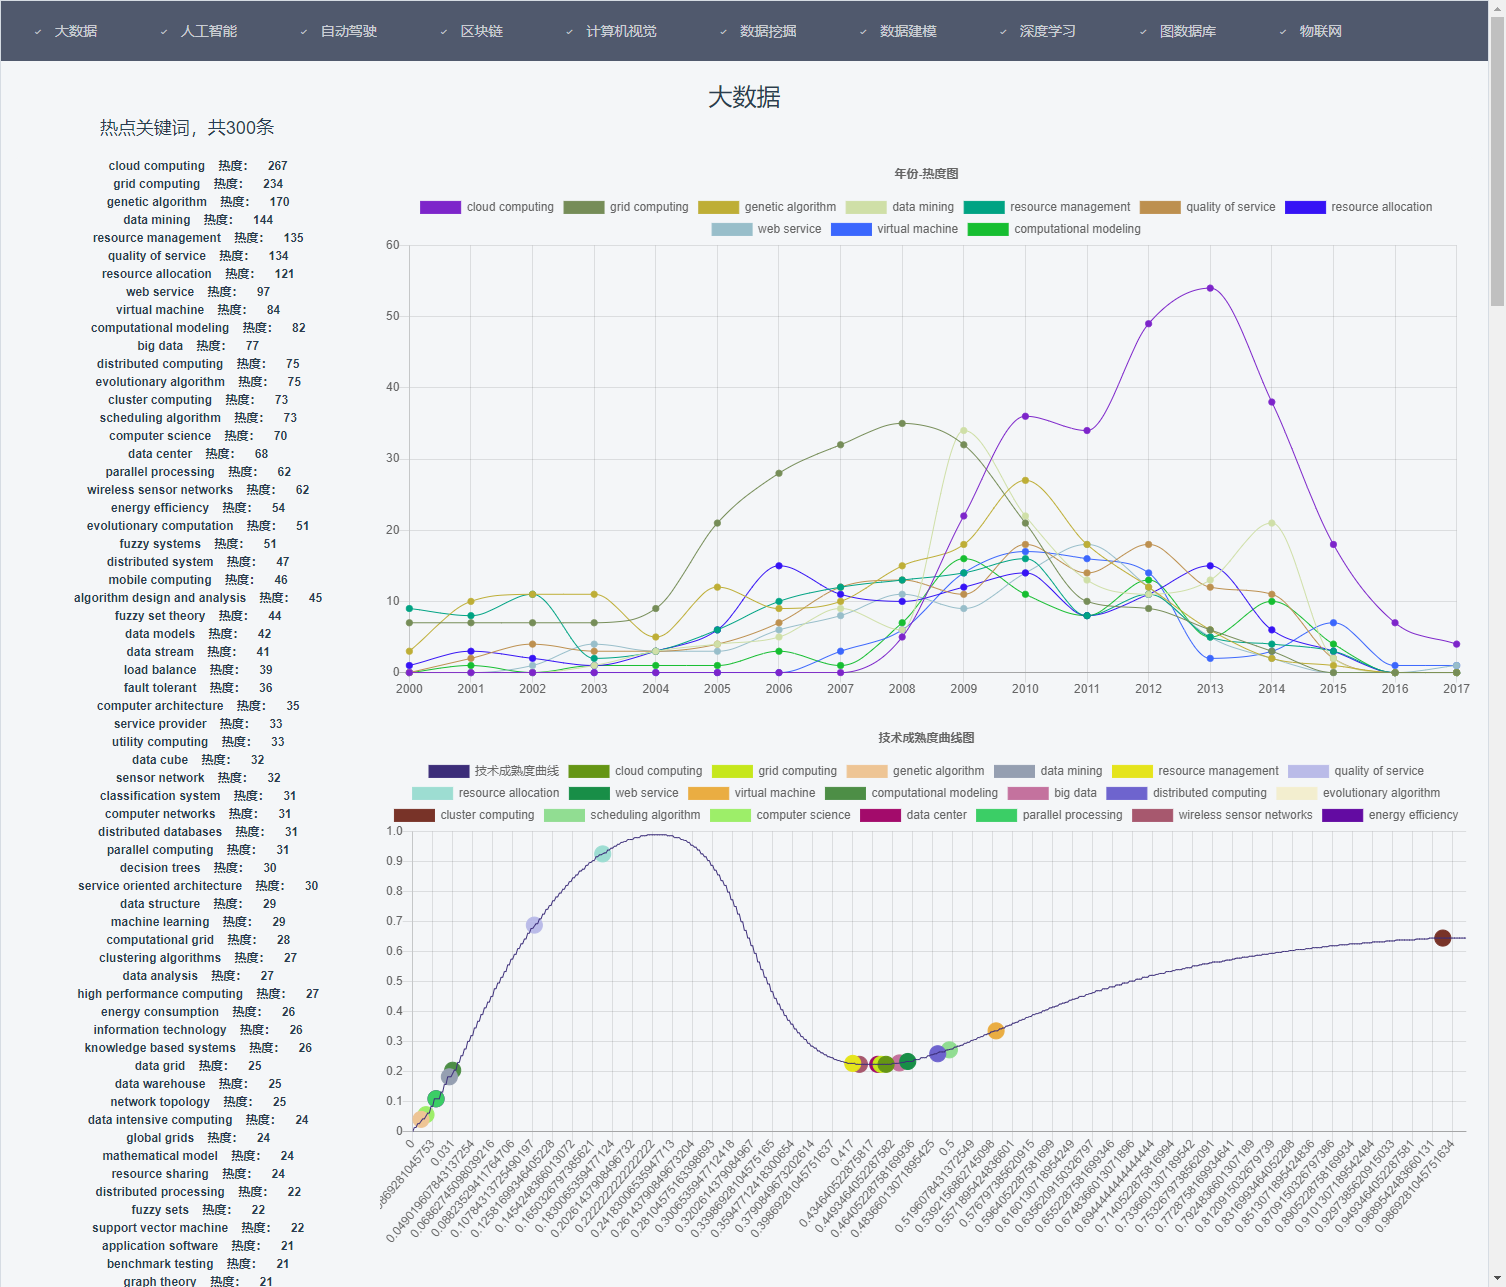 大数据 人工智能 自动驾驶 区块链 计算机视觉 数据挖掘 数据建模 深度学习 图数据库 物联网
大数据
热点关键词，共300条
cloud computing 热度： 267
grid computing 热度： 234
genetic algorithm 热度： 170
data mining 热度： 144
resource management 热度： 135
quality of service 热度： 134
resource allocation 热度： 121
web service 热度： 97
virtual machine 热度： 84
computational modeling 热度： 82
big data 热度： 77
distributed computing 热度： 75
evolutionary algorithm 热度： 75
cluster computing 热度： 73
scheduling algorithm 热度： 73
computer science 热度： 70
data center 热度： 68
parallel processing 热度： 62
wireless sensor networks 热度： 62
energy efficiency 热度： 54
evolutionary computation 热度： 51
fuzzy systems 热度： 51
distributed system 热度： 47
mobile computing 热度： 46
algorithm design and analysis 热度： 45
fuzzy set theory 热度： 44
data models 热度： 42
data stream 热度： 41
load balance 热度： 39
fault tolerant 热度： 36
computer architecture 热度： 35
service provider 热度： 33
utility computing 热度： 33
data cube 热度： 32
sensor network 热度： 32
classification system 热度： 31
computer networks 热度： 31
distributed databases 热度： 31
parallel computing 热度： 31
decision trees 热度： 30
service oriented architecture 热度： 30
data structure 热度： 29
machine learning 热度： 29
computational grid 热度： 28
clustering algorithms 热度： 27
data analysis 热度： 27
high performance computing 热度： 27
energy consumption 热度： 26
information technology 热度： 26
knowledge based systems 热度： 26
data grid 热度： 25
data warehouse 热度： 25
network topology 热度： 25
data intensive computing 热度： 24
global grids 热度： 24
mathematical model 热度： 24
resource sharing 热度： 24
distributed processing 热度： 22
fuzzy sets 热度： 22
support vector machine 热度： 22
application software 热度： 21
benchmark testing 热度： 21
graph theory 热度： 21
年份-热度图
cloud computing grid computing genetic algorithm data mining resource management quality of service resource allocation
web service virtual machine computational modeling
60
50
40
30
20
10
0
2000 2001 2002 2003 2004 2005 2006 2007 2008 2009 2010 2011 2012 2013 2014 2015 2016 2017
技术成熟度曲线图
技术成熟度曲线 cloud computing grid computing genetic algorithm data mining resource management quality of service
resource allocation web service virtual machine computational modeling big data distributed computing evolutionary algorithm
cluster computing scheduling algorithm computer science data center parallel processing wireless sensor networks energy efficiency
1.0
0.9
0.8
0.7
0.6
0.5
0.4
0.3
0.2
0.1
0
0
0.031
0.417
0.5